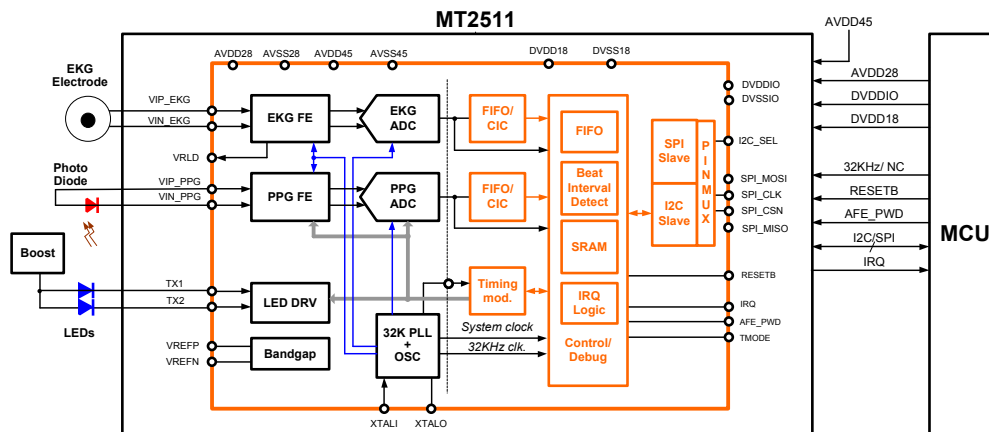 MT2511
AVDD45
AVDD28
AVSS28
AVDD45
AVSS45
DVDD18
DVSS18
EKG
Electrode
VIP_EKG
VIN_EKG
EKG FE
EKG
ADC
FIFO/
CIC
FIFO
VRLD
Photo
Diode
VIP_PPG
VIN_PPG
PPG FE
PPG
ADC
FIFO/
CIC
Beat
Interval
Detect
SRAM
SPI
Slave
I2C
Slave
PINMUX
DVDDIO
DVSSIO
I2C_SEL
SPI_MOSI
SPI_CLK
SPI_CSN
SPI_MISO
AVDD28
DVDDIO
DVDD18
32KHz/ NC
RESETB
AFE_PWD
I2C/SPI
IRQ
MCU
Boost
TX1
TX2
LEDs
LED DRV
Timing
mod.
IRQ
Logic
Control/
Debug
RESETB
IRQ
AFE_PWD
TMODE
VREFP
VREFN
Bandgap
32K PLL
+
OSC
System clock
32KHz clk.
XTALI
XTALO